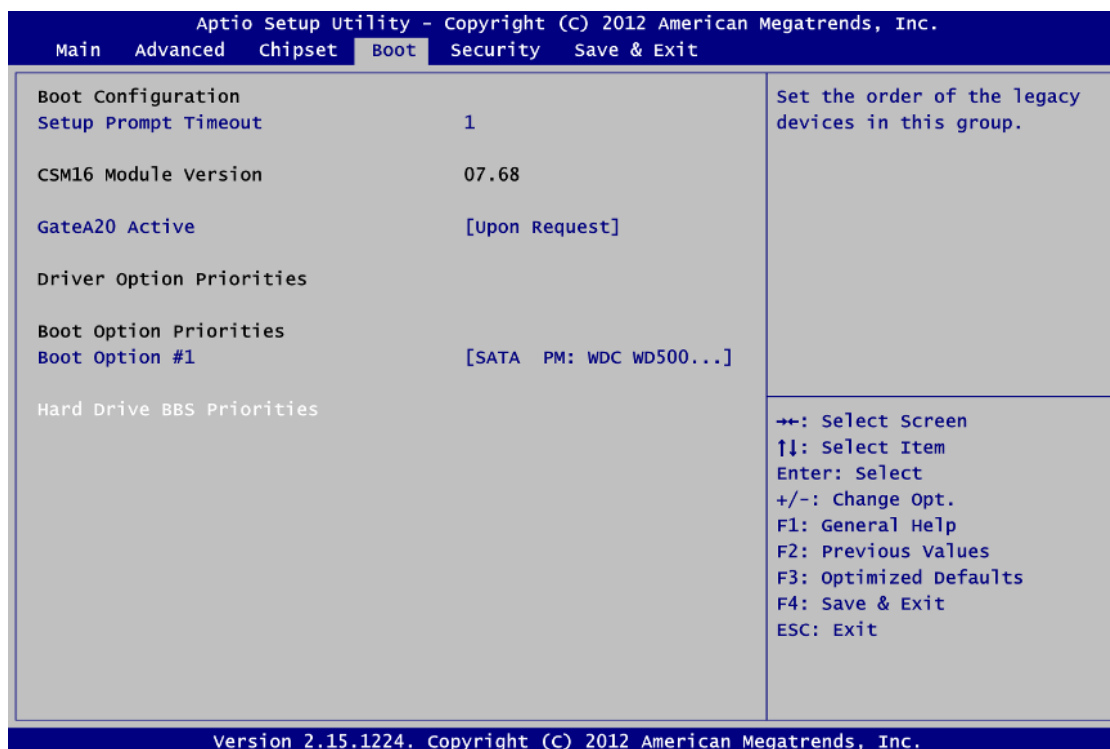 Aptio Setup Utility - Copyright (C) 2012 American Megatrends, Inc.
Main Advanced Chipset Boot Security Save & Exit
Boot Configuration
Setup Prompt Timeout 1
CSM16 Module Version 07.68
GateA20 Active [Upon Request]
Driver Option Priorities
Boot Option Priorities
Boot Option #1 [SATA PM: WDC WD500...]
Hard Drive BBS Priorities
Set the order of the legacy
devices in this group.
→←: Select Screen
↑↓: Select Item
Enter: Select
+/-: Change Opt.
F1: General Help
F2: Previous Values
F3: Optimized Defaults
F4: Save & Exit
ESC: Exit
Version 2.15.1224. Copyright (C) 2012 American Megatrends, Inc.